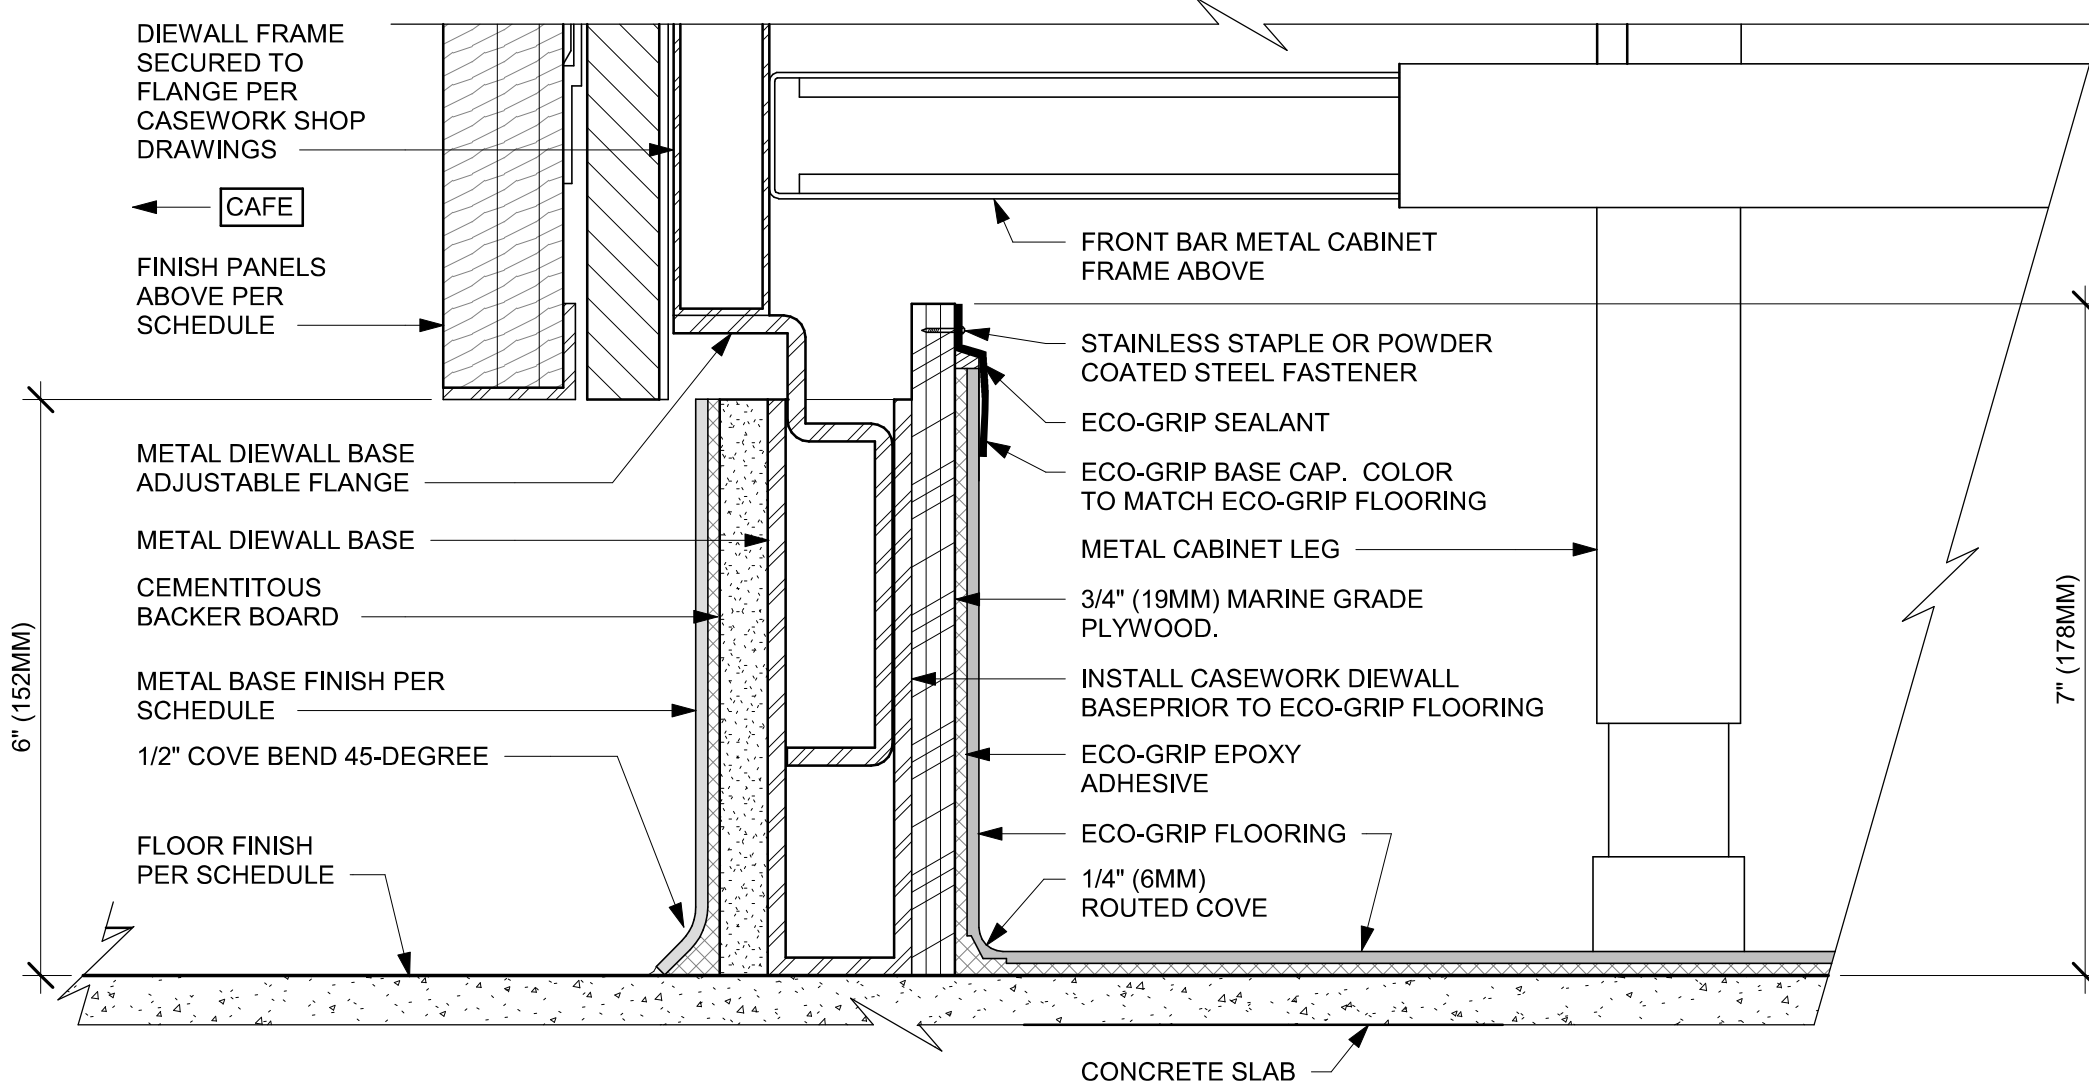 DIEWALL FRAME
SECURED TO
FLANGE PER
CASEWORK SHOP
DRAWINGS
CAFE
FINISH PANELS
ABOVE PER
SCHEDULE
METAL DIEWALL BASE
ADJUSTABLE FLANGE
METAL DIEWALL BASE
CEMENTITOUS
BACKER BOARD
METAL BASE FINISH PER
SCHEDULE
1/2" COVE BEND 45-DEGREE
FLOOR FINISH
PER SCHEDULE
6" (152MM)
FRONT BAR METAL CABINET
FRAME ABOVE
STAINLESS STAPLE OR POWDER
COATED STEEL FASTENER
ECO-GRIP SEALANT
ECO-GRIP BASE CAP.  COLOR
TO MATCH ECO-GRIP FLOORING
METAL CABINET LEG
3/4" (19MM) MARINE GRADE
PLYWOOD.
INSTALL CASEWORK DIEWALL
BASEPRIOR TO ECO-GRIP FLOORING
ECO-GRIP EPOXY
ADHESIVE
ECO-GRIP FLOORING
1/4" (6MM)
ROUTED COVE
7" (178MM)
CONCRETE SLAB